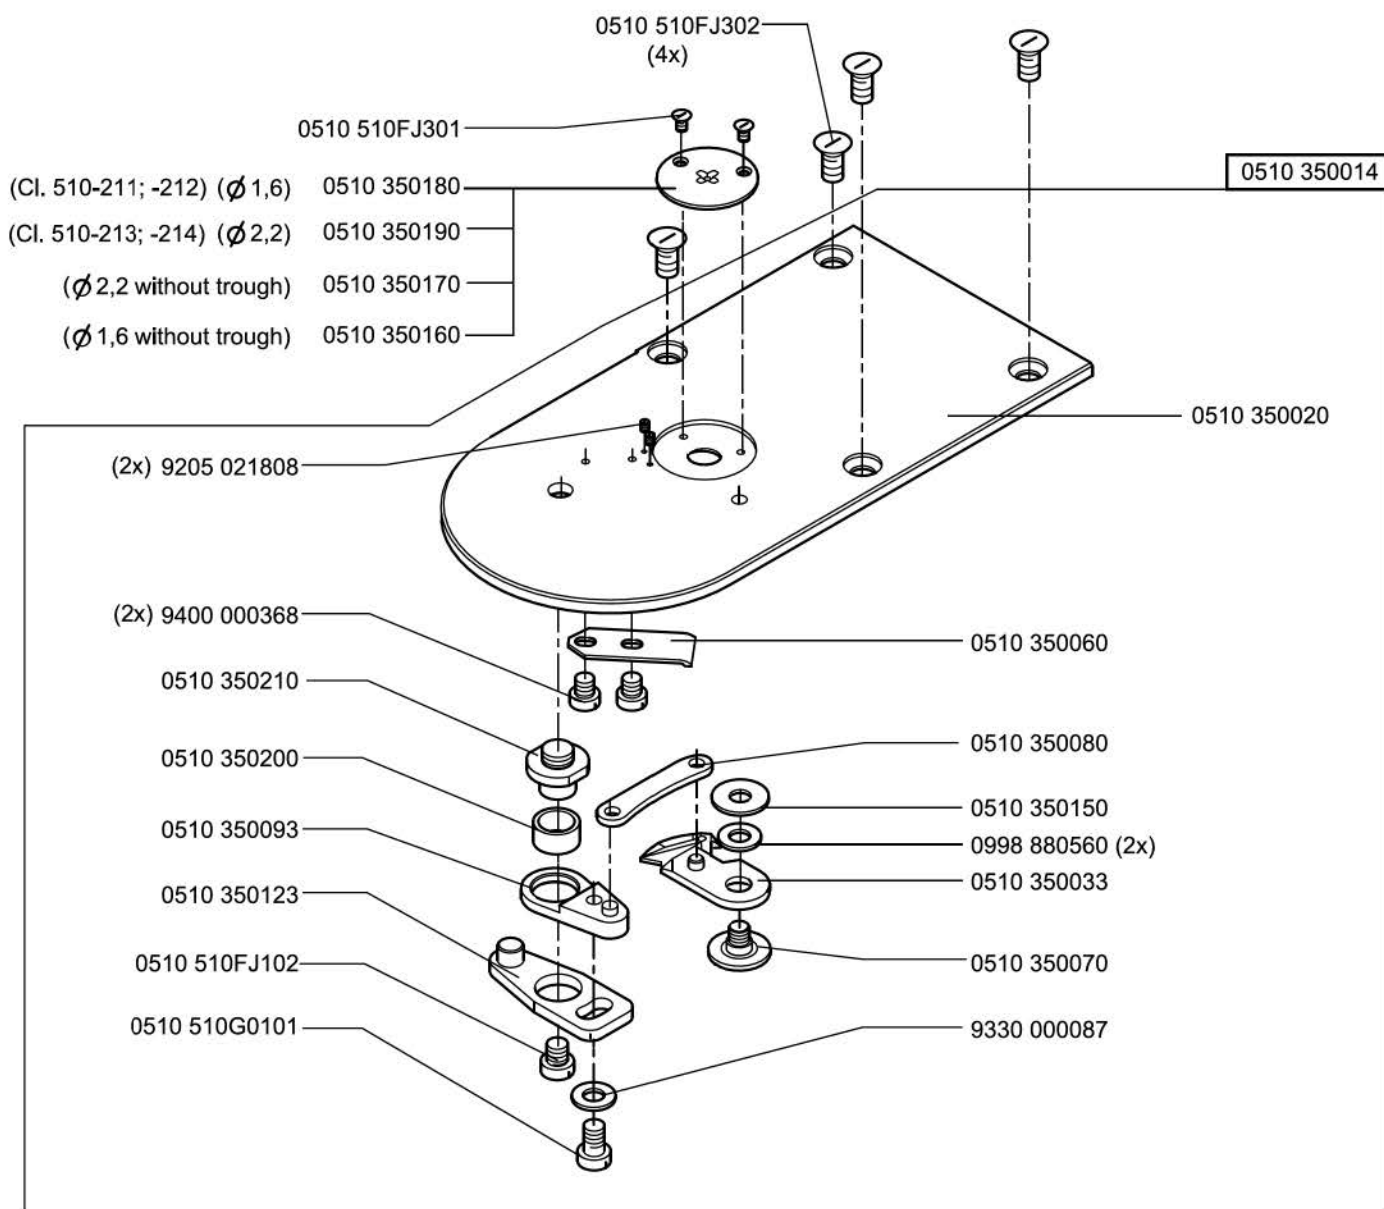 0510 510FJ302
(4x)
0510 510FJ301
0510 350014
(Cl. 510-211; -212) (Ø 1,6) 0510 350180
(Cl. 510-213; -214) (Ø 2,2) 0510 350190
(Ø 2,2 without trough) 0510 350170
(Ø 1,6 without trough) 0510 350160
0510 350020
(2x) 9205 021808
(2x) 9400 000368
0510 350060
0510 350210
0510 350080
0510 350200
0510 350150
0510 350093
0998 880560 (2x)
0510 350033
0510 350123
0510 510FJ102
0510 350070
0510 510G0101
9330 000087